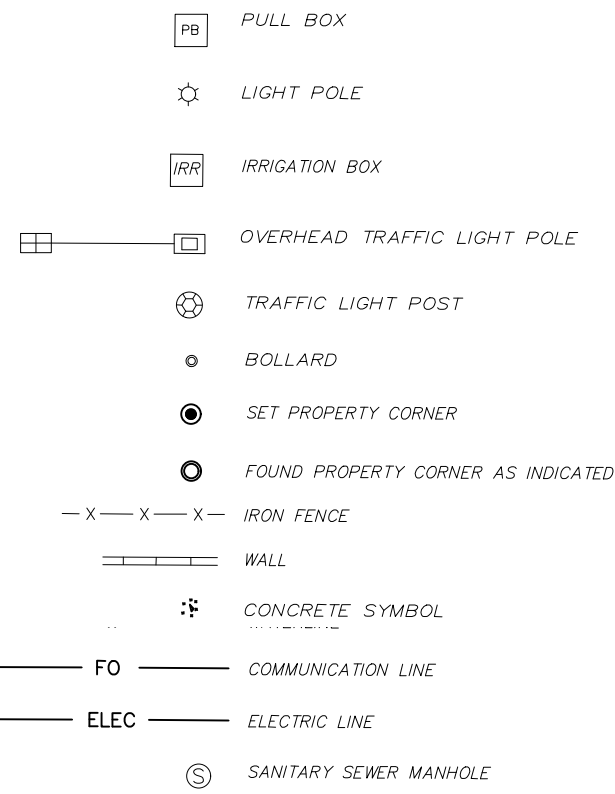 PB PULL BOX
LIGHT POLE
IRR IRRIGATION BOX
OVERHEAD TRAFFIC LIGHT POLE
TRAFFIC LIGHT POST
BOLLARD
SET PROPERTY CORNER
FOUND PROPERTY CORNER AS INDICATED
X X X IRON FENCE
WALL
CONCRETE SYMBOL
FO COMMUNICATION LINE
ELEC ELECTRIC LINE
S SANITARY SEWER MANHOLE